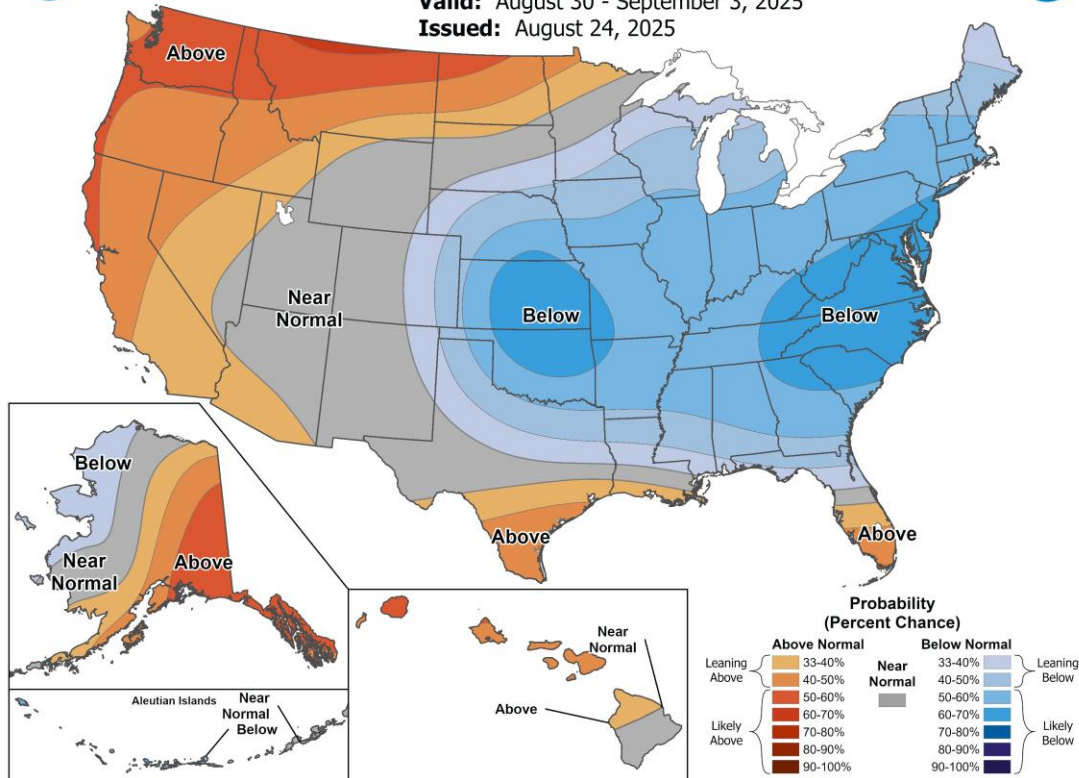 Valid: August 30 - September 3, 2025
Issued: August 24, 2025
Above
Near
Normal
Below
Below
Above
Above
Below
Near
Normal
Above
Aleutian Islands
Near
Normal
Below
Near
Normal
Above
Probability
(Percent Chance)
Above Normal
Below Normal
Leaning
Above
33-40%
40-50%
Near
Normal
33-40%
40-50%
Leaning
Below
Likely
Above
50-60%
60-70%
70-80%
80-90%
90-100%
50-60%
60-70%
70-80%
80-90%
90-100%
Likely
Below